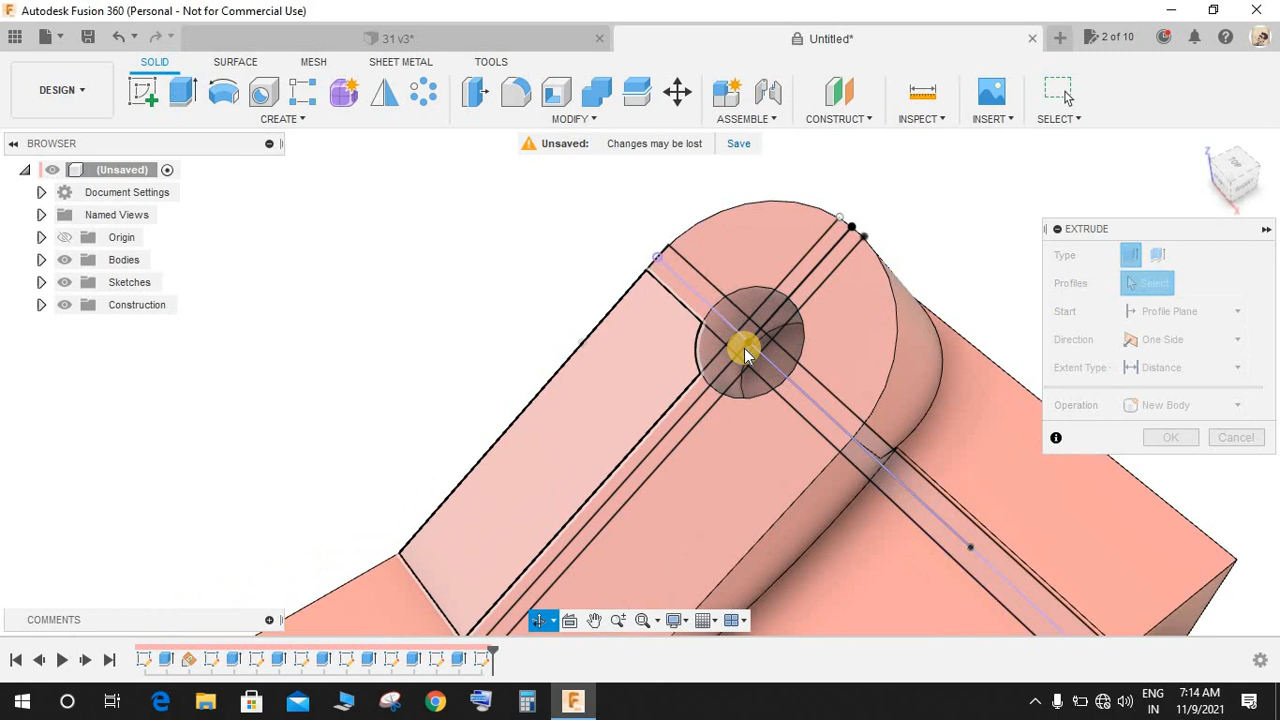 Autodesk Fusion 360 (Personal - Not for Commercial Use)
31 v3*
Untitled*
2 of 10
DESIGN
SOLID
SURFACE
MESH
SHEET METAL
TOOLS
CREATE
MODIFY
ASSEMBLE
CONSTRUCT
INSPECT
INSERT
SELECT
BROWSER
Unsaved: Changes may be lost Save
(Unsaved)
Document Settings
Named Views
Origin
Bodies
Sketches
Construction
EXTRUDE
Type
Profiles Select
Start Profile Plane
Direction One Side
Extent Type Distance
Operation New Body
OK Cancel
COMMENTS
ENG
IN
7:14 AM
11/9/2021